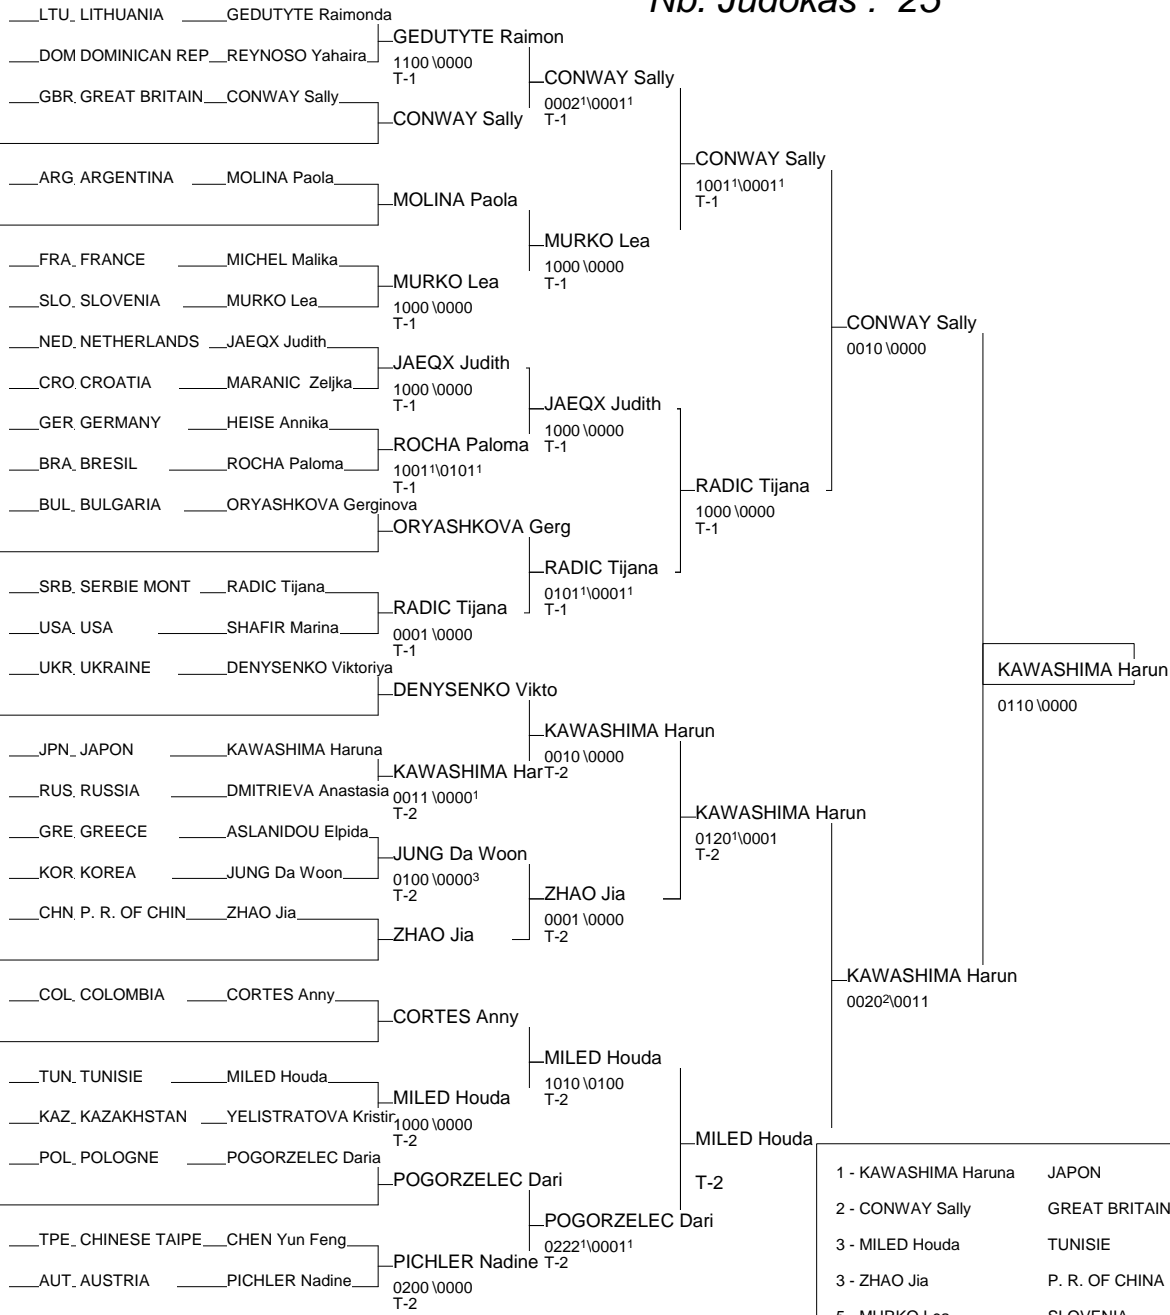 Nb. Judokas : 25
LTU LITHUANIA GEDUTYTE Raimonda
DOM DOMINICAN REP REYNOSO Yahaira
GBR GREAT BRITAIN CONWAY Sally
ARG ARGENTINA MOLINA Paola
FRA FRANCE MICHEL Malika
SLO SLOVENIA MURKO Lea
NED NETHERLANDS JAEQX Judith
CRO CROATIA MARANIC Zeljka
GER GERMANY HEISE Annika
BRA BRESIL ROCHA Paloma
BUL BULGARIA ORYASHKOVA Gerginova
SRB SERBIE MONT RADIC Tijana
USA USA SHAFIR Marina
UKR UKRAINE DENYSENKO Viktoriya
JPN JAPON KAWASHIMA Haruna
RUS RUSSIA DMITRIEVA Anastasia
GRE GREECE ASLANIDOU Elpida
KOR KOREA JUNG Da Woon
CHN P. R. OF CHIN ZHAO Jia
COL COLOMBIA CORTES Anny
TUN TUNISIE MILED Houda
KAZ KAZAKHSTAN YELISTRATOVA Kristin
POL POLOGNE POGORZELEC Daria
TPE CHINESE TAIPE CHEN Yun Feng
AUT AUSTRIA PICHLER Nadine
GEDUTYTE Raimon
1100 \0000
T-1
CONWAY Sally
MOLINA Paola
MURKO Lea
1000 \0000
T-1
JAEQX Judith
1000 \0000
T-1
ROCHA Paloma
1001¹\0101¹
T-1
ORYASHKOVA Gerg
RADIC Tijana
0001 \0000
T-1
DENYSENKO Vikto
KAWASHIMA Har
0011 \0000¹
T-2
JUNG Da Woon
0100 \0000³
T-2
ZHAO Jia
CORTES Anny
MILED Houda
1000 \0000
T-2
POGORZELEC Dari
PICHLER Nadine
0200 \0000
T-2
CONWAY Sally
0002¹\0001¹
T-1
MURKO Lea
1000 \0000
T-1
JAEQX Judith
1000 \0000
T-1
RADIC Tijana
0101¹\0001¹
T-1
KAWASHIMA Harun
0010 \0000
T-2
ZHAO Jia
0001 \0000
T-2
MILED Houda
1010 \0100
T-2
POGORZELEC Dari
0222¹\0001¹
T-2
CONWAY Sally
1001¹\0001¹
T-1
RADIC Tijana
1000 \0000
T-1
KAWASHIMA Harun
0120¹\0001
T-2
MILED Houda
T-2
CONWAY Sally
0010 \0000
KAWASHIMA Harun
0020²\0011
KAWASHIMA Harun
0110 \0000
1 - KAWASHIMA Haruna JAPON
2 - CONWAY Sally GREAT BRITAIN
3 - MILED Houda TUNISIE
3 - ZHAO Jia P. R. OF CHINA
5 - MURKO Lea SLOVENIA